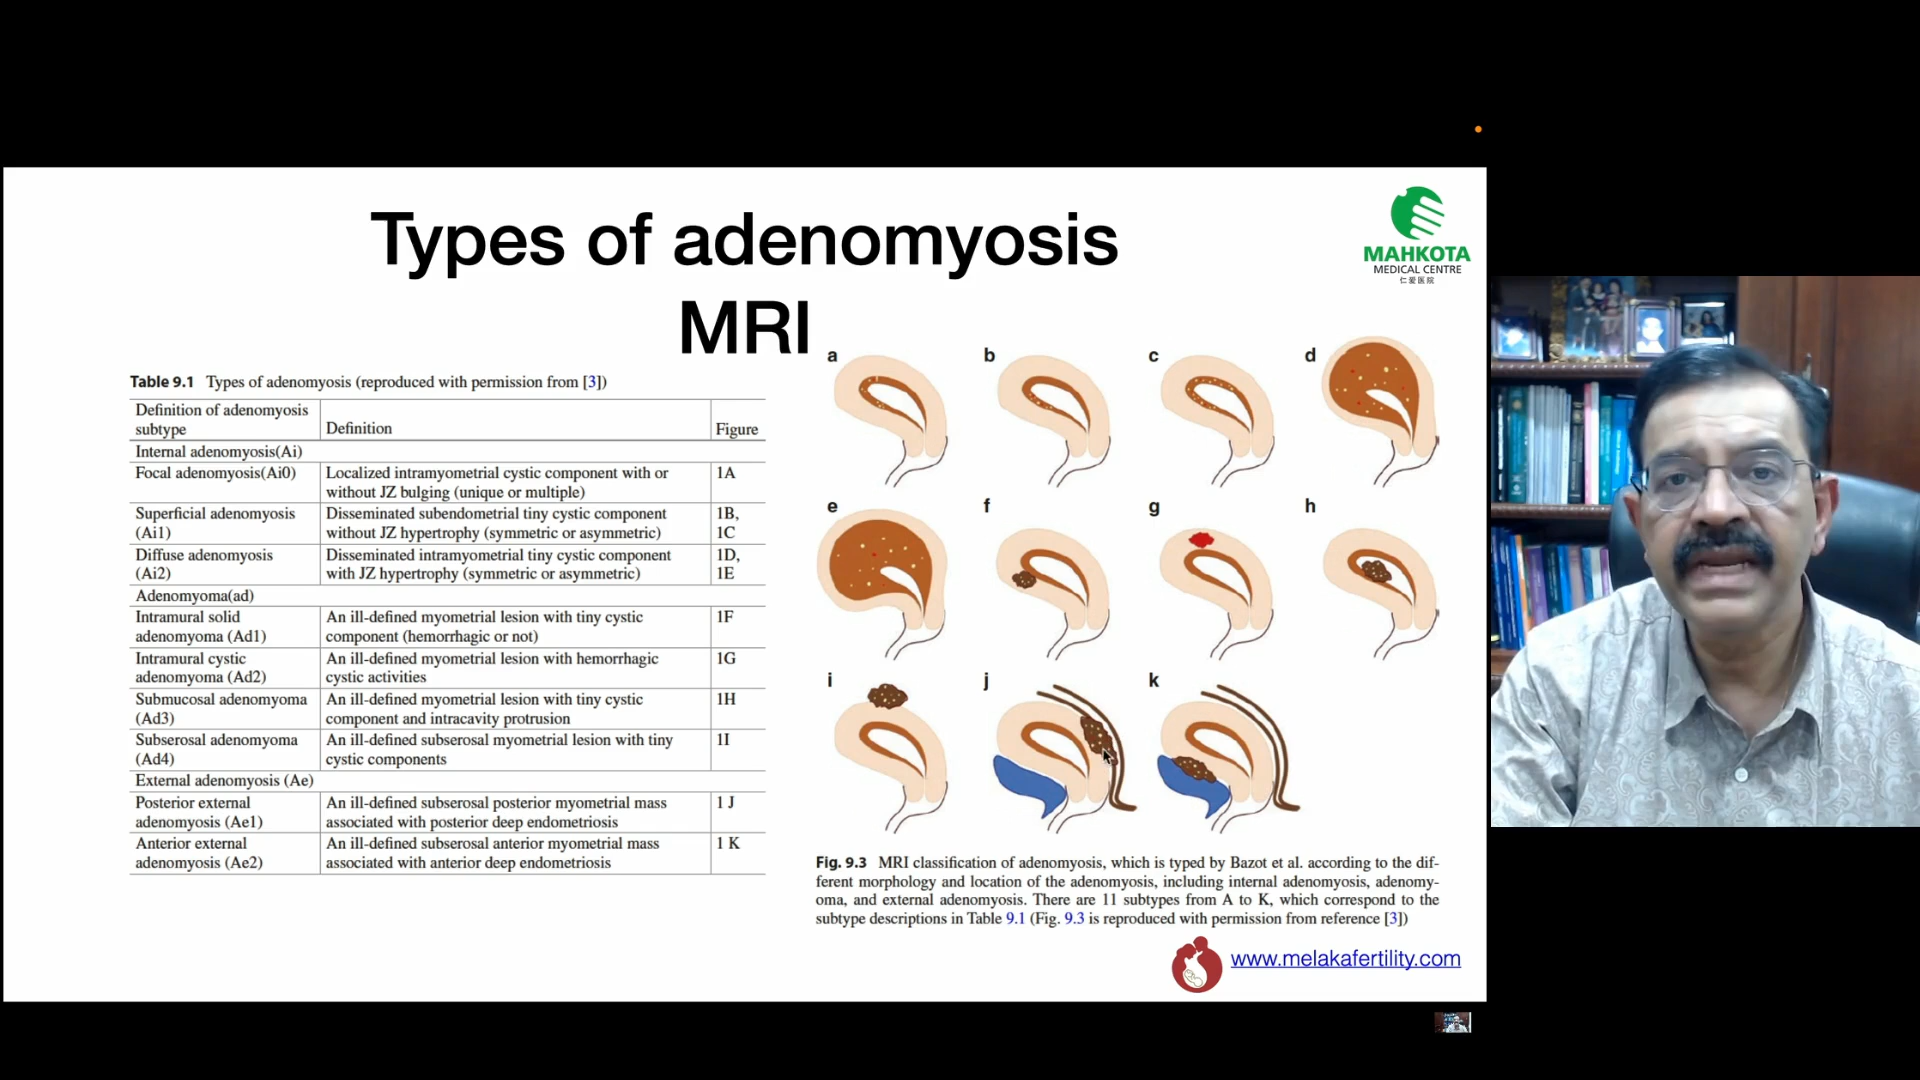 Types of adenomyosis
MRI
MAHKOTA
MEDICAL CENTRE
仁爱医院
Table 9.1 Types of adenomyosis (reproduced with permission from [3])
Definition of adenomyosis
subtype
Definition
Figure
Internal adenomyosis(Ai)
Focal adenomyosis(Ai0)
Localized intramyometrial cystic component with or
without JZ bulging (unique or multiple)
1A
Superficial adenomyosis
(Ai1)
Disseminated subendometrial tiny cystic component
without JZ hypertrophy (symmetric or asymmetric)
1B,
1C
Diffuse adenomyosis
(Ai2)
Disseminated intramyometrial tiny cystic component
with JZ hypertrophy (symmetric or asymmetric)
1D,
1E
Adenomyoma(ad)
Intramural solid
adenomyoma (Ad1)
An ill-defined myometrial lesion with tiny cystic
component (hemorrhagic or not)
1F
Intramural cystic
adenomyoma (Ad2)
An ill-defined myometrial lesion with hemorrhagic
cystic activities
1G
Submucosal adenomyoma
(Ad3)
An ill-defined myometrial lesion with tiny cystic
component and intracavity protrusion
1H
Subserosal adenomyoma
(Ad4)
An ill-defined subserosal myometrial lesion with tiny
cystic components
1I
External adenomyosis (Ae)
Posterior external
adenomyosis (Ae1)
An ill-defined subserosal posterior myometrial mass
associated with posterior deep endometriosis
1 J
Anterior external
adenomyosis (Ae2)
An ill-defined subserosal anterior myometrial mass
associated with anterior deep endometriosis
1 K
a
b
c
d
e
f
g
h
i
j
k
Fig. 9.3 MRI classification of adenomyosis, which is typed by Bazot et al. according to the dif-
ferent morphology and location of the adenomyosis, including internal adenomyosis, adenomy-
oma, and external adenomyosis. There are 11 subtypes from A to K, which correspond to the
subtype descriptions in Table 9.1 (Fig. 9.3 is reproduced with permission from reference [3])
www.melakafertility.com